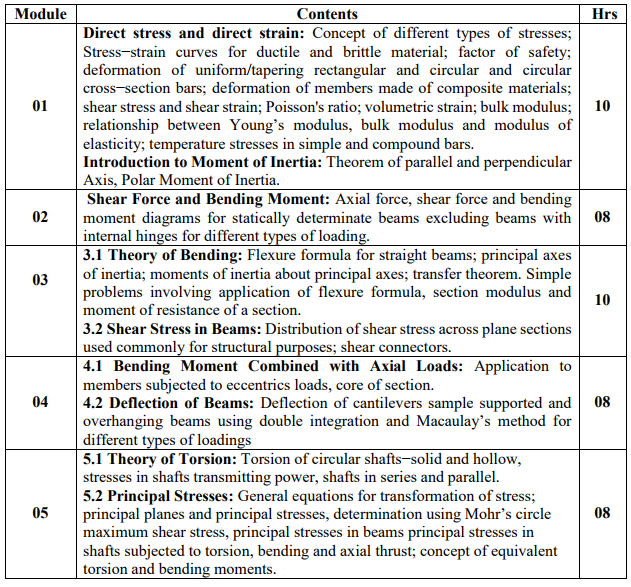 Module Contents Hrs
Direct stress and direct strain: Concept of different types of stresses;
Stress−strain curves for ductile and brittle material; factor of safety;
deformation of uniform/tapering rectangular and circular and circular
cross−section bars; deformation of members made of composite materials;
01 shear stress and shear strain; Poisson's ratio; volumetric strain; bulk modulus; 10
relationship between Young’s modulus, bulk modulus and modulus of
elasticity; temperature stresses in simple and compound bars.
Introduction to Moment of Inertia: Theorem of parallel and perpendicular
Axis, Polar Moment of Inertia.
Shear Force and Bending Moment: Axial force, shear force and bending
02 moment diagrams for statically determinate beams excluding beams with 08
internal hinges for different types of loading.
3.1 Theory of Bending: Flexure formula for straight beams; principal axes
03 of inertia; moments of inertia about principal axes; transfer theorem. Simple
problems involving application of flexure formula, section modulus and 10
moment of resistance of a section.
3.2 Shear Stress in Beams: Distribution of shear stress across plane sections
used commonly for structural purposes; shear connectors.
4.1 Bending Moment Combined with Axial Loads: Application to
members subjected to eccentrics loads, core of section.
04 4.2 Deflection of Beams: Deflection of cantilevers sample supported and 08
overhanging beams using double integration and Macaulay’s method for
different types of loadings
5.1 Theory of Torsion: Torsion of circular shafts−solid and hollow,
stresses in shafts transmitting power, shafts in series and parallel.
5.2 Principal Stresses: General equations for transformation of stress;
05 principal planes and principal stresses, determination using Mohr’s circle 08
maximum shear stress, principal stresses in beams principal stresses in
shafts subjected to torsion, bending and axial thrust; concept of equivalent
torsion and bending moments.